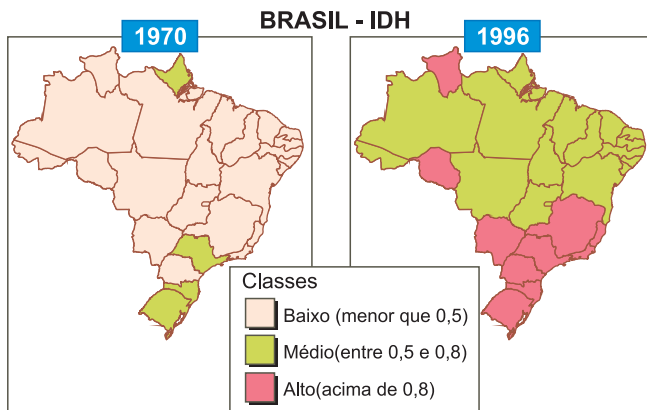 BRASIL - IDH
1970
1996
Classes
Baixo (menor que 0,5)
Médio(entre 0,5 e 0,8)
Alto(acima de 0,8)